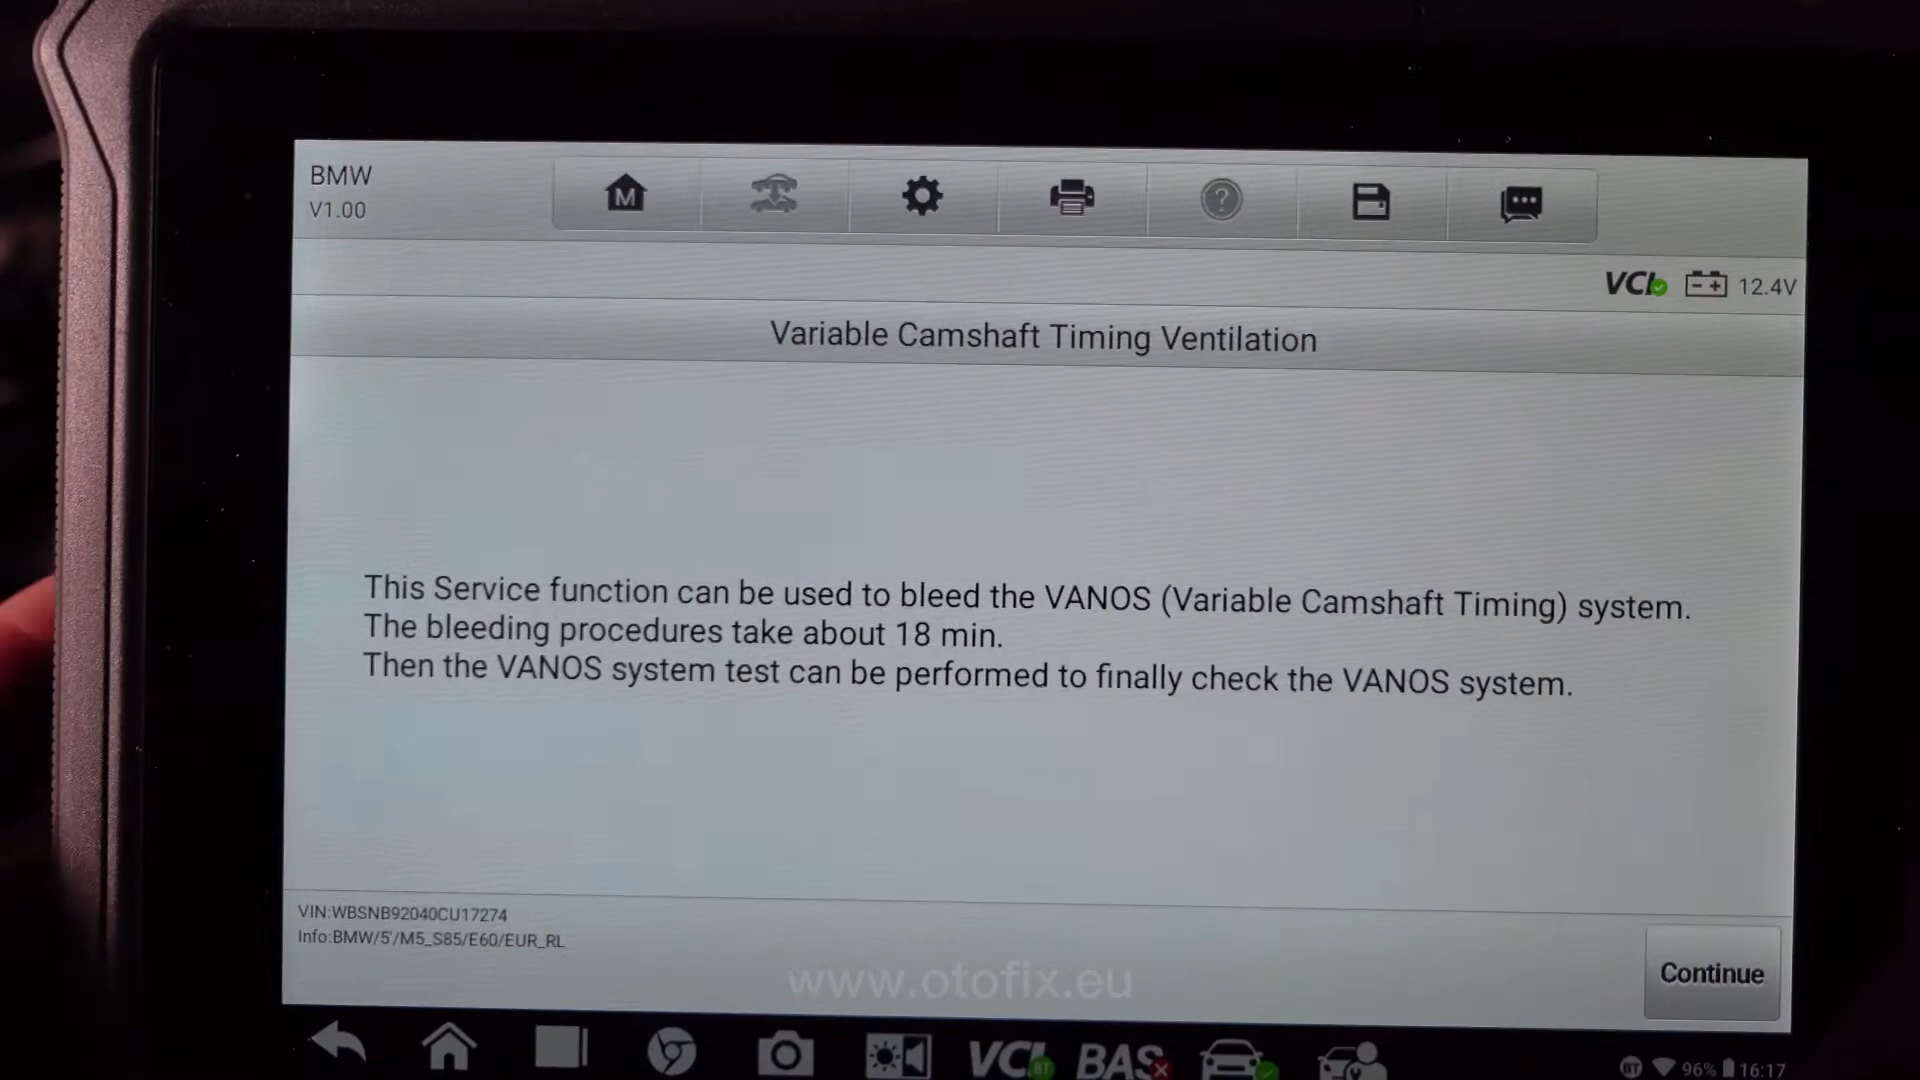 BMW
V1.00
M
?
VCI
12.4V
Variable Camshaft Timing Ventilation
This Service function can be used to bleed the VANOS (Variable Camshaft Timing) system.
The bleeding procedures take about 18 min.
Then the VANOS system test can be performed to finally check the VANOS system.
VIN:WBSNB92040CU17274
Info:BMW/5'/M5_S85/E60/EUR_RL
Continue
www.otofix.eu
VCI BT
BAS
BT 96% 16:17